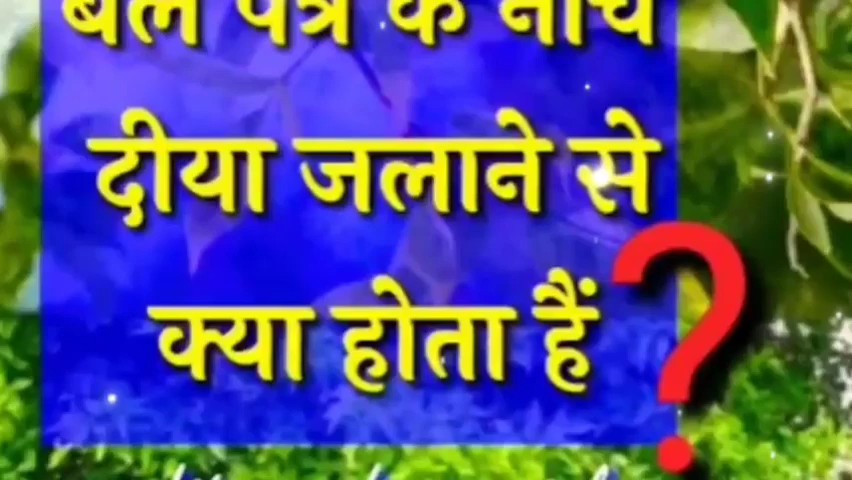 बेल पत्र के नीचे
दीया जलाने से
क्या होता हैं?